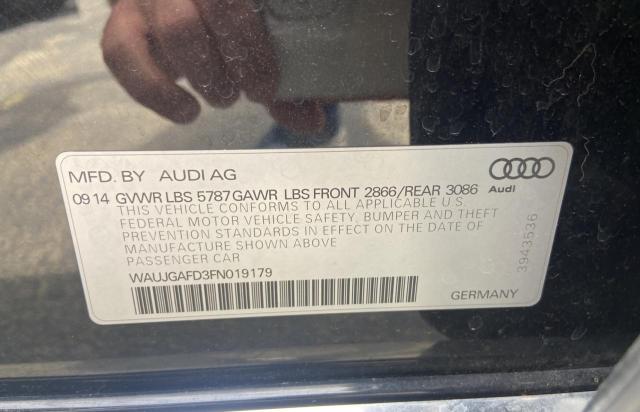 MFD. BY AUDI AG
09 14 GVWR LBS 5787 GAWR LBS FRONT 2866/REAR 3086
Audi
THIS VEHICLE CONFORMS TO ALL APPLICABLE U.S.
FEDERAL MOTOR VEHICLE SAFETY, BUMPER AND THEFT
PREVENTION STANDARDS IN EFFECT ON THE DATE OF
MANUFACTURE SHOWN ABOVE
PASSENGER CAR
WAUJGAFD3FN019179
GERMANY
3943536